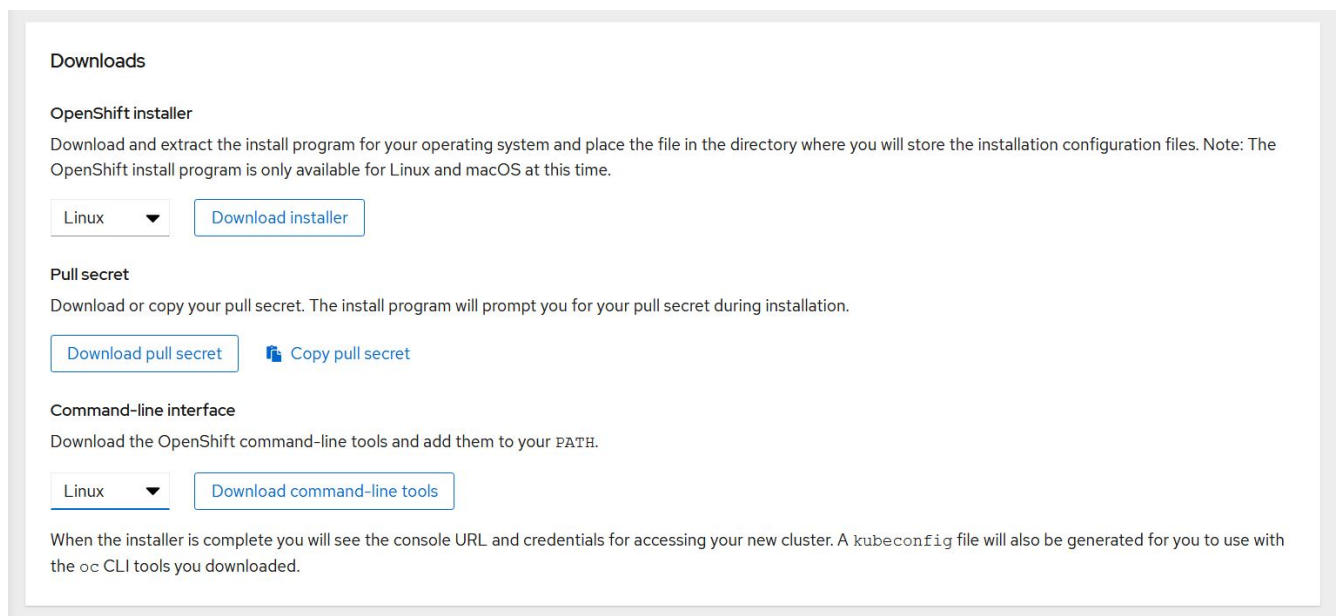 Downloads
OpenShift installer
Download and extract the install program for your operating system and place the file in the directory where you will store the installation configuration files. Note: The
OpenShift install program is only available for Linux and macOS at this time.
Linux Download installer
Pull secret
Download or copy your pull secret. The install program will prompt you for your pull secret during installation.
Download pull secret Copy pull secret
Command-line interface
Download the OpenShift command-line tools and add them to your PATH.
Linux Download command-line tools
When the installer is complete you will see the console URL and credentials for accessing your new cluster. A kubeconfig file will also be generated for you to use with
the oc CLI tools you downloaded.